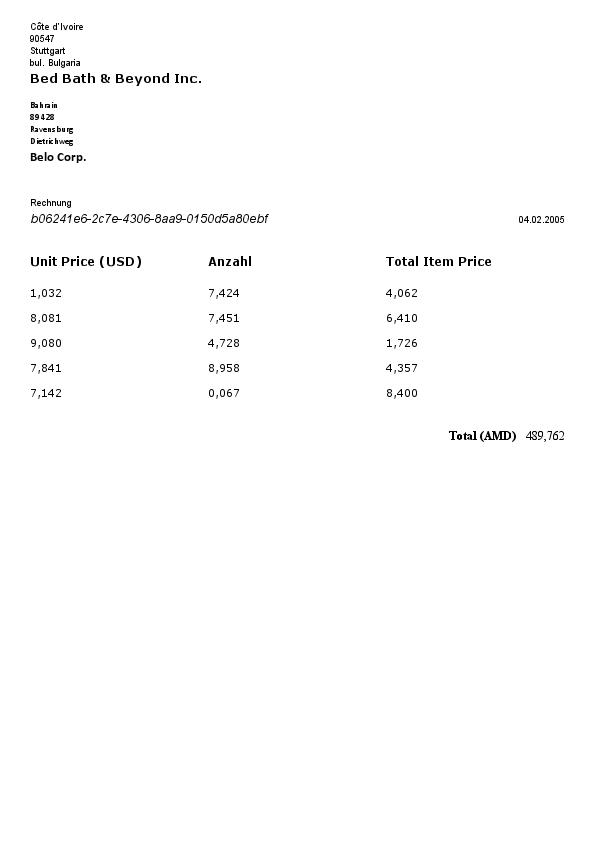 Côte d'Ivoire
90547
Stuttgart
bul. Bulgaria
Bed Bath & Beyond Inc.
Bahrain
89428
Ravensburg
Dietrichweg
Belo Corp.
Rechnung
b06241e6-2c7e-4306-8aa9-0150d5a80ebf 04.02.2005
Unit Price (USD) Anzahl Total Item Price
1,032 7,424 4,062
8,081 7,451 6,410
9,080 4,728 1,726
7,841 8,958 4,357
7,142 0,067 8,400
Total (AMD) 489,762